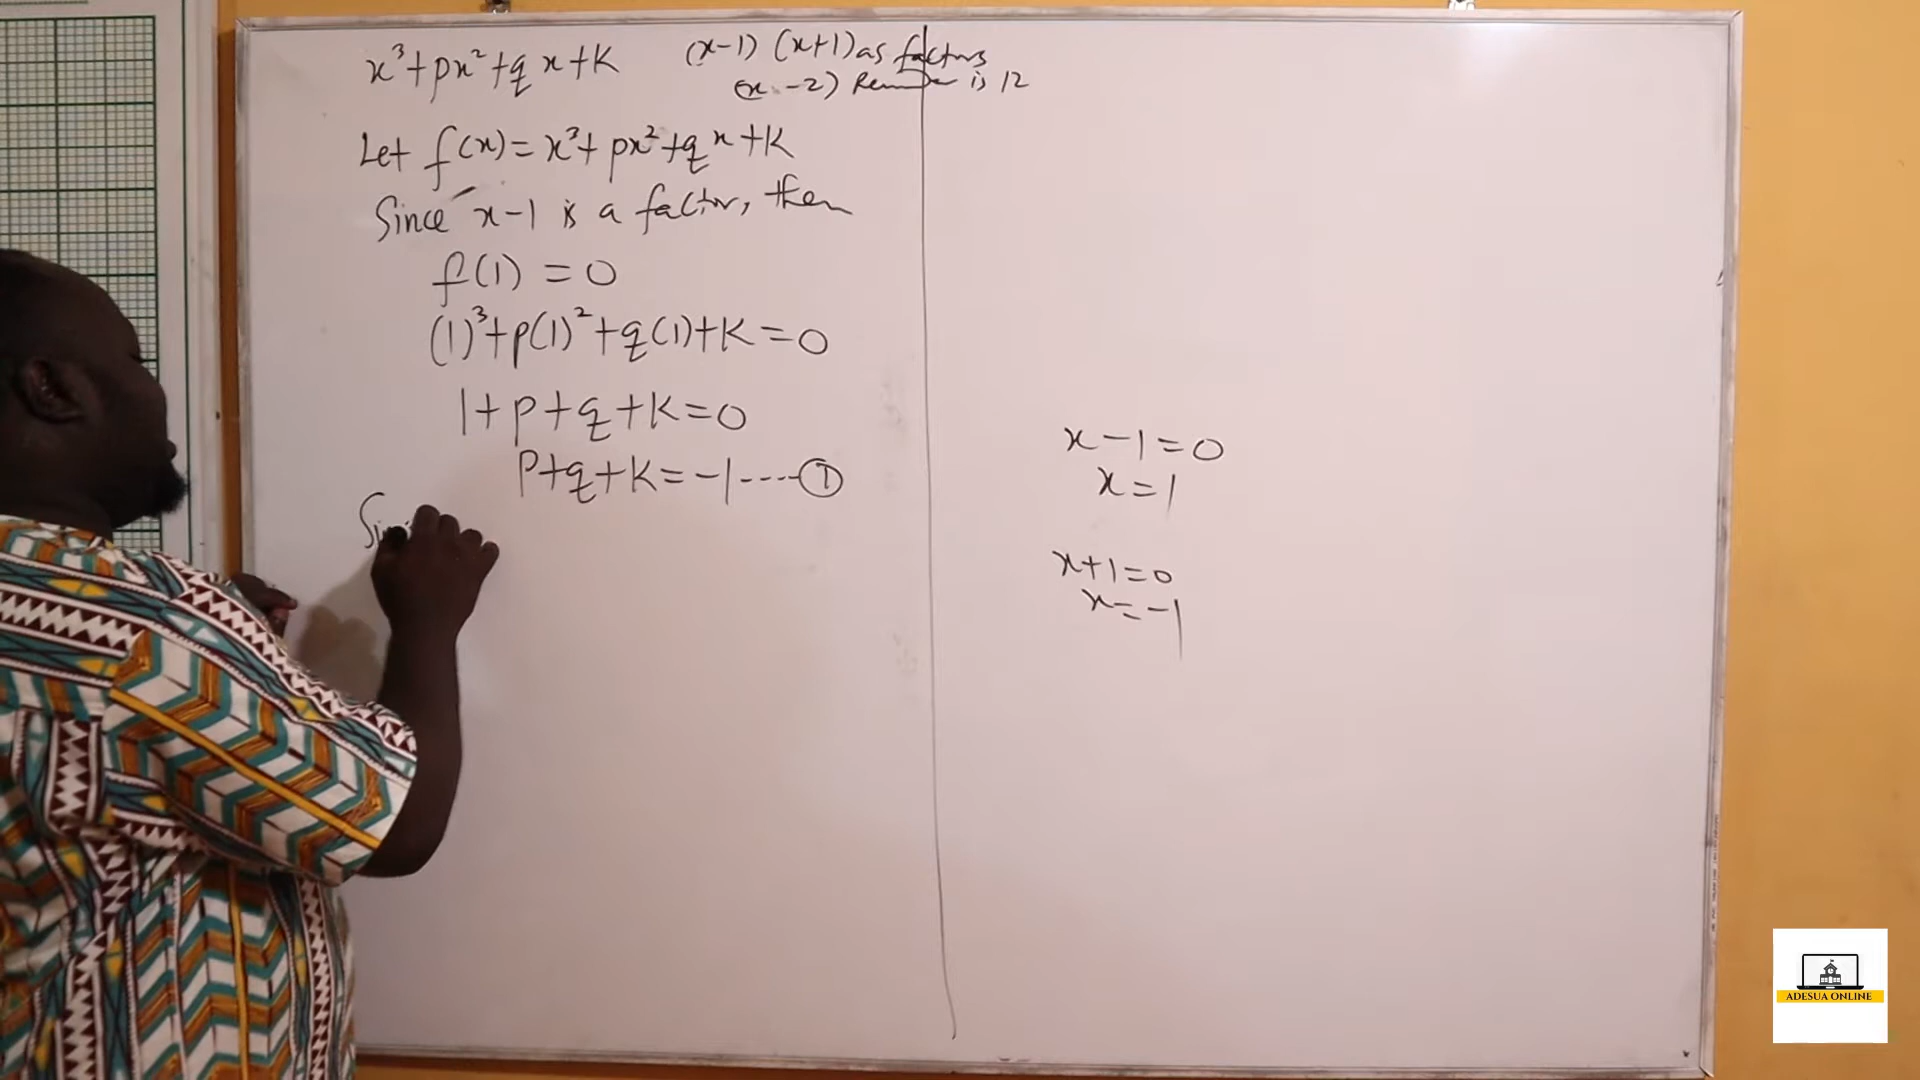 x³+px²+qx+K
(x-1) (x+1) as factors
(x-2) Remainder is 12
Let f(x)=x³+px²+qx+K
Since x-1 is a factor, then
f(1) = 0
(1)³+p(1)²+q(1)+K=0
1+p+q+K=0
P+q+K=-1----①
x-1=0
x=1
x+1=0
x=-1
ADESUA ONLINE